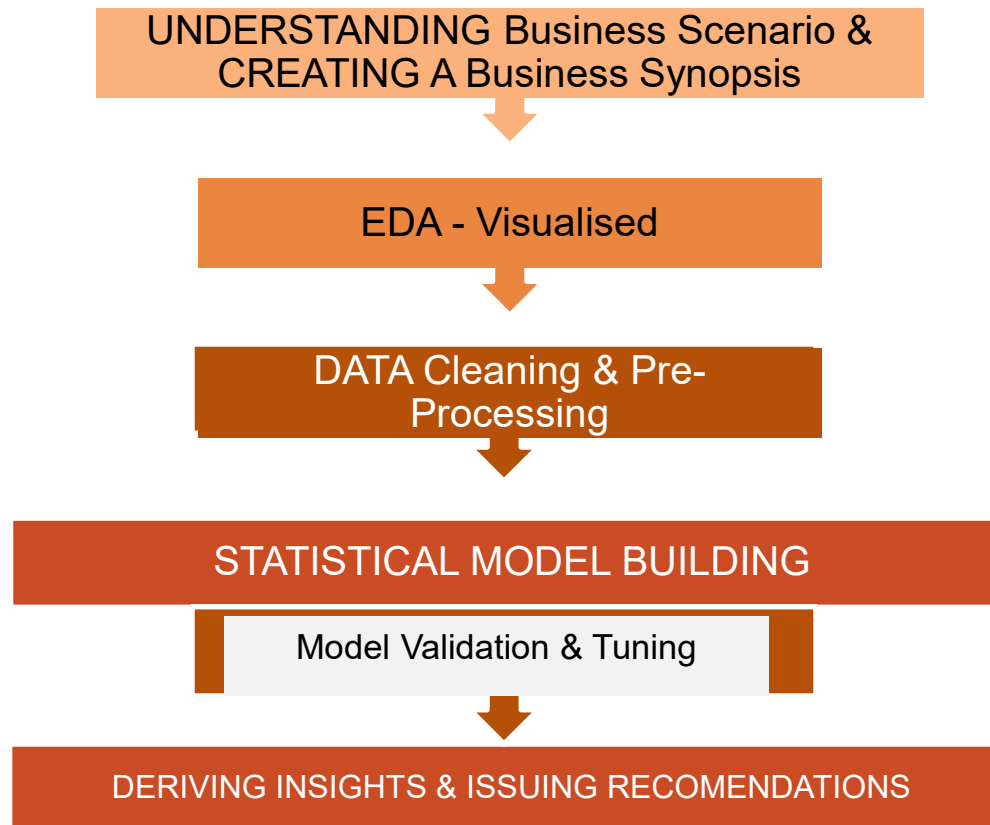 UNDERSTANDING Business Scenario &
CREATING A Business Synopsis
EDA - Visualised
DATA Cleaning & Pre-
Processing
STATISTICAL MODEL BUILDING
Model Validation & Tuning
DERIVING INSIGHTS & ISSUING RECOMENDATIONS